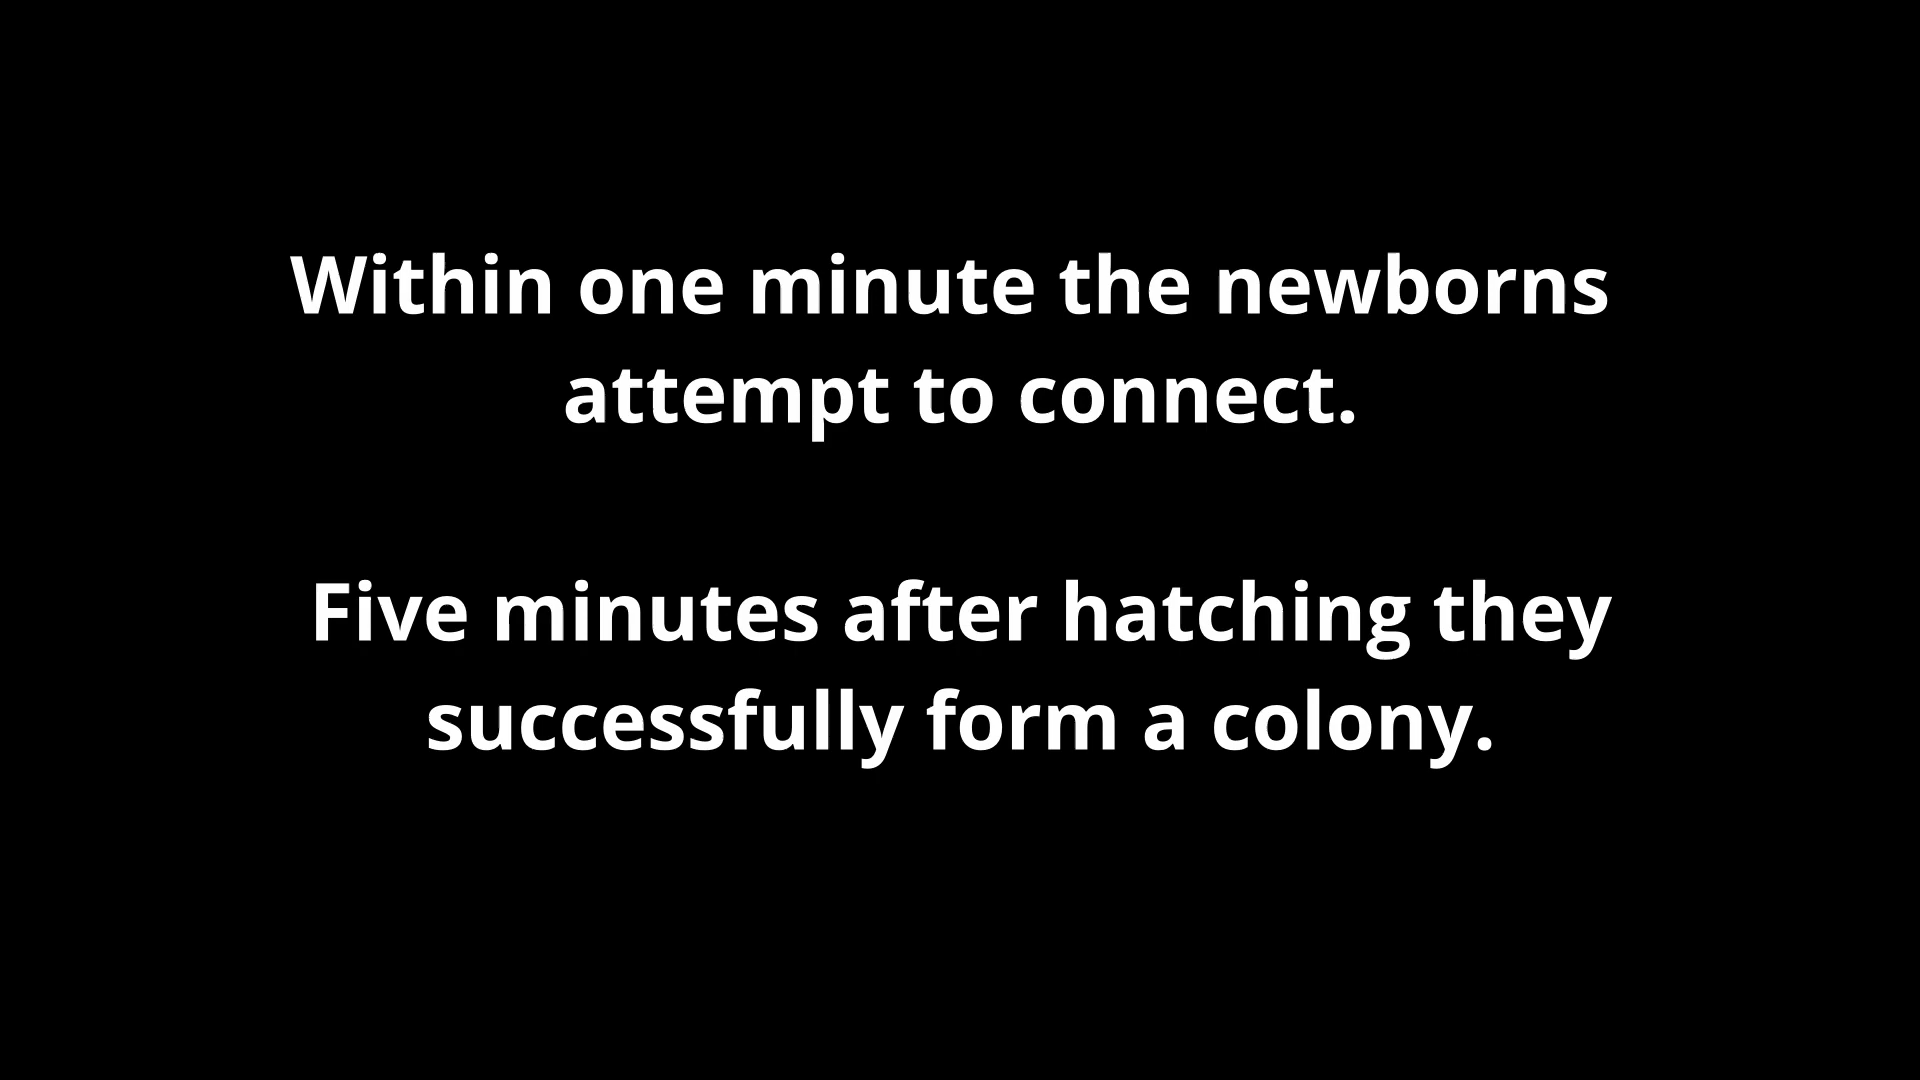 Within one minute the newborns
attempt to connect.
Five minutes after hatching they
successfully form a colony.